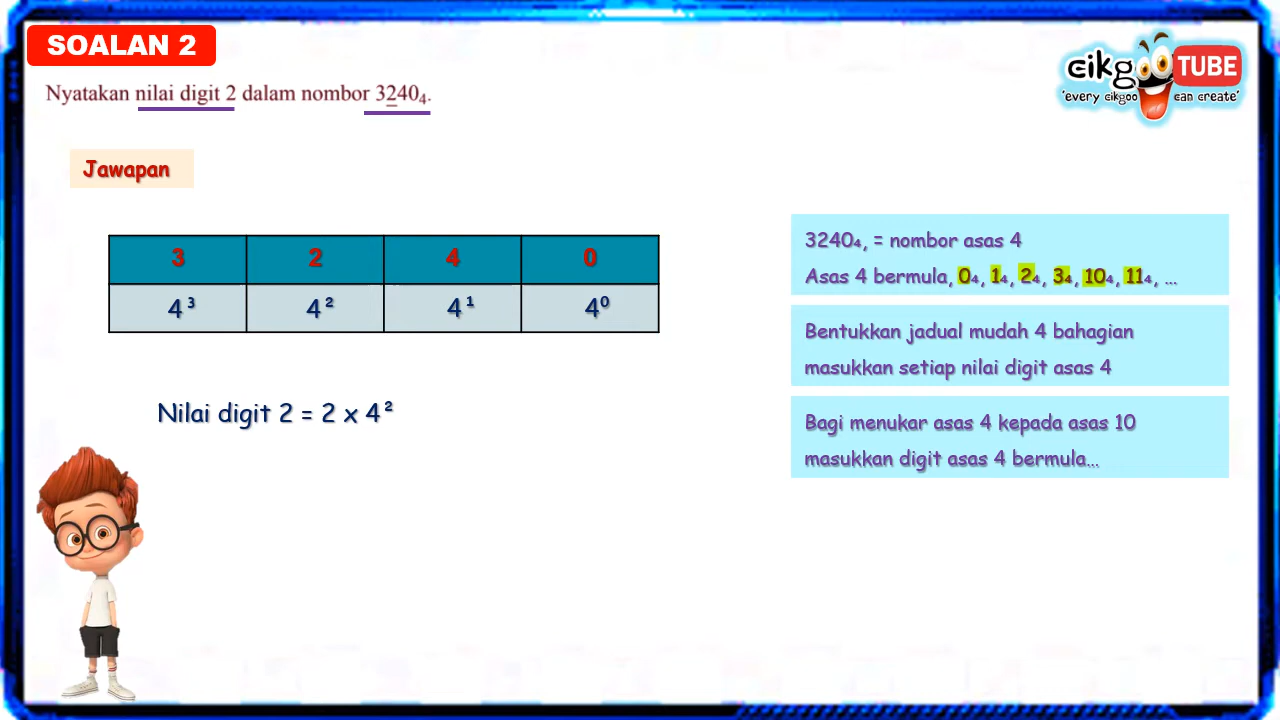 SOALAN 2
Nyatakan nilai digit 2 dalam nombor 3240₄.
cikgooTUBE
'every cikgoo can create'
Jawapan
3 2 4 0
4³ 4² 4¹ 4⁰
Nilai digit 2 = 2 x 4²
3240₄, = nombor asas 4
Asas 4 bermula, 0₄, 1₄, 2₄, 3₄, 10₄, 11₄, ...
Bentukkan jadual mudah 4 bahagian
masukkan setiap nilai digit asas 4
Bagi menukar asas 4 kepada asas 10
masukkan digit asas 4 bermula...